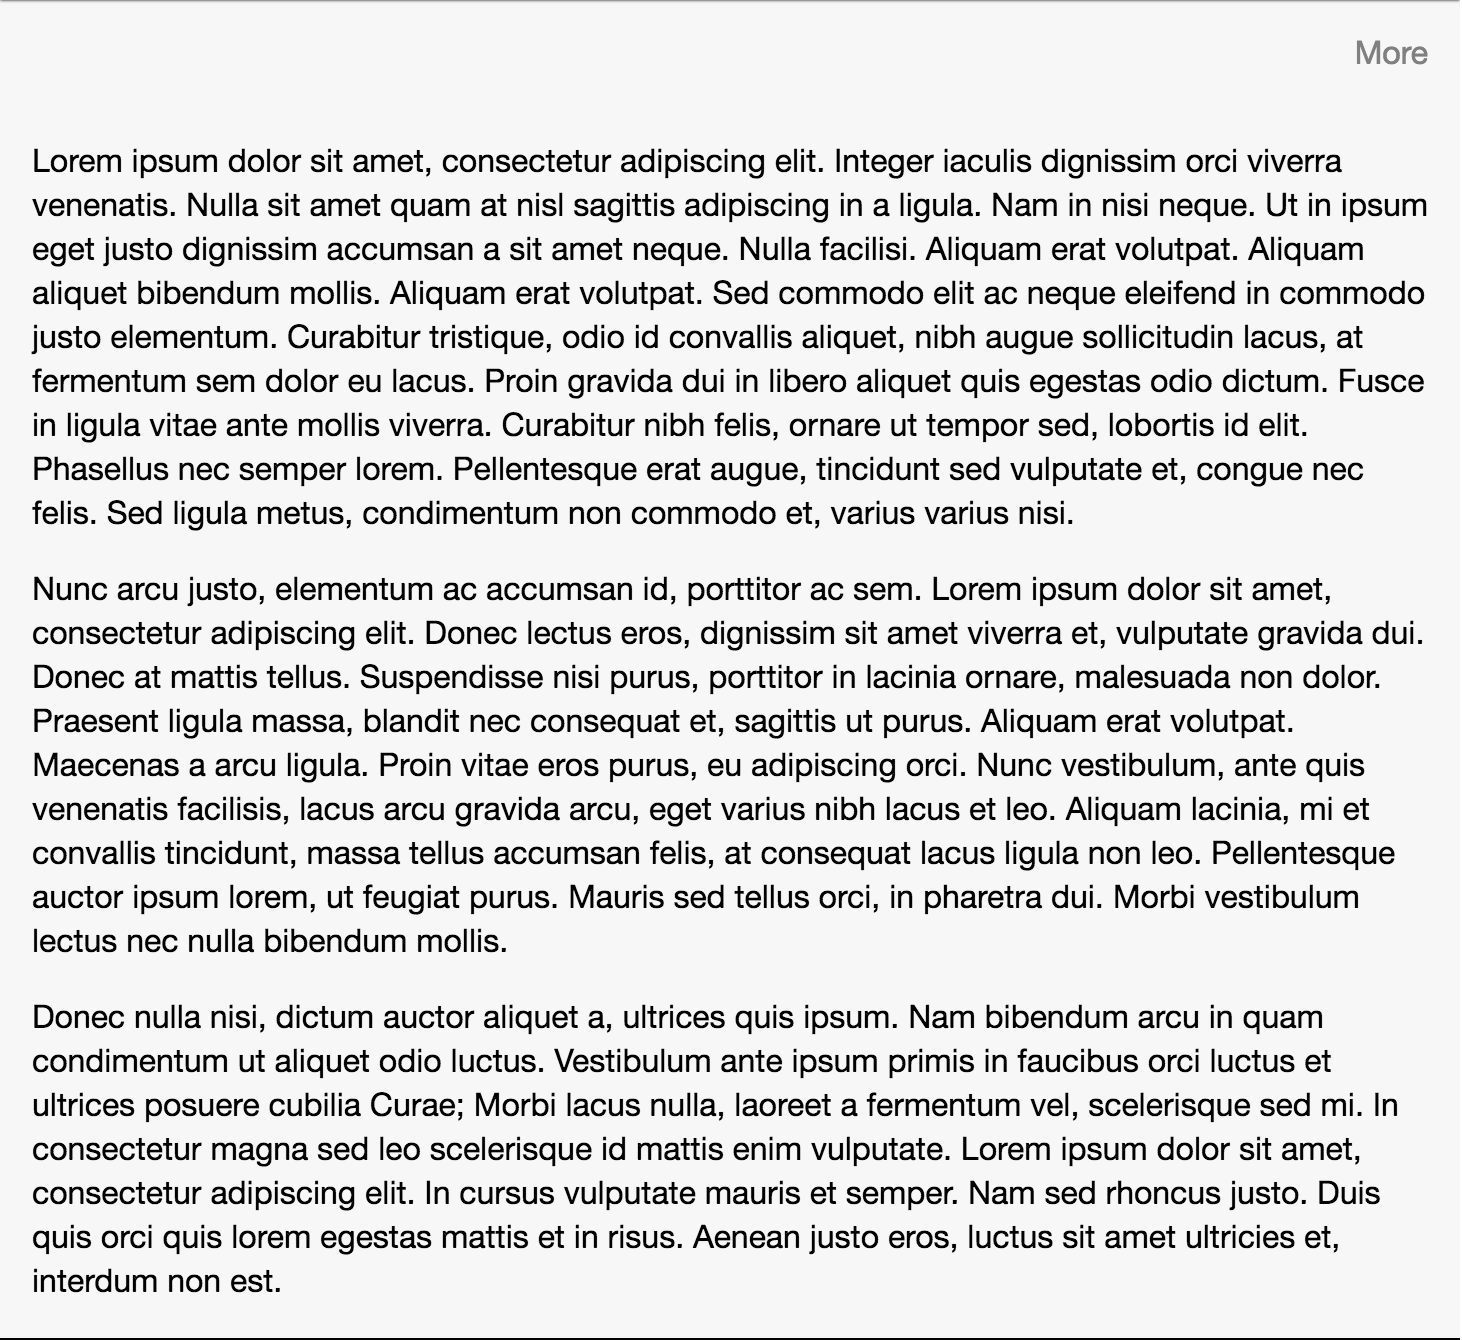 More
Lorem ipsum dolor sit amet, consectetur adipiscing elit. Integer iaculis dignissim orci viverra
venenatis. Nulla sit amet quam at nisl sagittis adipiscing in a ligula. Nam in nisi neque. Ut in ipsum
eget justo dignissim accumsan a sit amet neque. Nulla facilisi. Aliquam erat volutpat. Aliquam
aliquet bibendum mollis. Aliquam erat volutpat. Sed commodo elit ac neque eleifend in commodo
justo elementum. Curabitur tristique, odio id convallis aliquet, nibh augue sollicitudin lacus, at
fermentum sem dolor eu lacus. Proin gravida dui in libero aliquet quis egestas odio dictum. Fusce
in ligula vitae ante mollis viverra. Curabitur nibh felis, ornare ut tempor sed, lobortis id elit.
Phasellus nec semper lorem. Pellentesque erat augue, tincidunt sed vulputate et, congue nec
felis. Sed ligula metus, condimentum non commodo et, varius varius nisi.
Nunc arcu justo, elementum ac accumsan id, porttitor ac sem. Lorem ipsum dolor sit amet,
consectetur adipiscing elit. Donec lectus eros, dignissim sit amet viverra et, vulputate gravida dui.
Donec at mattis tellus. Suspendisse nisi purus, porttitor in lacinia ornare, malesuada non dolor.
Praesent ligula massa, blandit nec consequat et, sagittis ut purus. Aliquam erat volutpat.
Maecenas a arcu ligula. Proin vitae eros purus, eu adipiscing orci. Nunc vestibulum, ante quis
venenatis facilisis, lacus arcu gravida arcu, eget varius nibh lacus et leo. Aliquam lacinia, mi et
convallis tincidunt, massa tellus accumsan felis, at consequat lacus ligula non leo. Pellentesque
auctor ipsum lorem, ut feugiat purus. Mauris sed tellus orci, in pharetra dui. Morbi vestibulum
lectus nec nulla bibendum mollis.
Donec nulla nisi, dictum auctor aliquet a, ultrices quis ipsum. Nam bibendum arcu in quam
condimentum ut aliquet odio luctus. Vestibulum ante ipsum primis in faucibus orci luctus et
ultrices posuere cubilia Curae; Morbi lacus nulla, laoreet a fermentum vel, scelerisque sed mi. In
consectetur magna sed leo scelerisque id mattis enim vulputate. Lorem ipsum dolor sit amet,
consectetur adipiscing elit. In cursus vulputate mauris et semper. Nam sed rhoncus justo. Duis
quis orci quis lorem egestas mattis et in risus. Aenean justo eros, luctus sit amet ultricies et,
interdum non est.